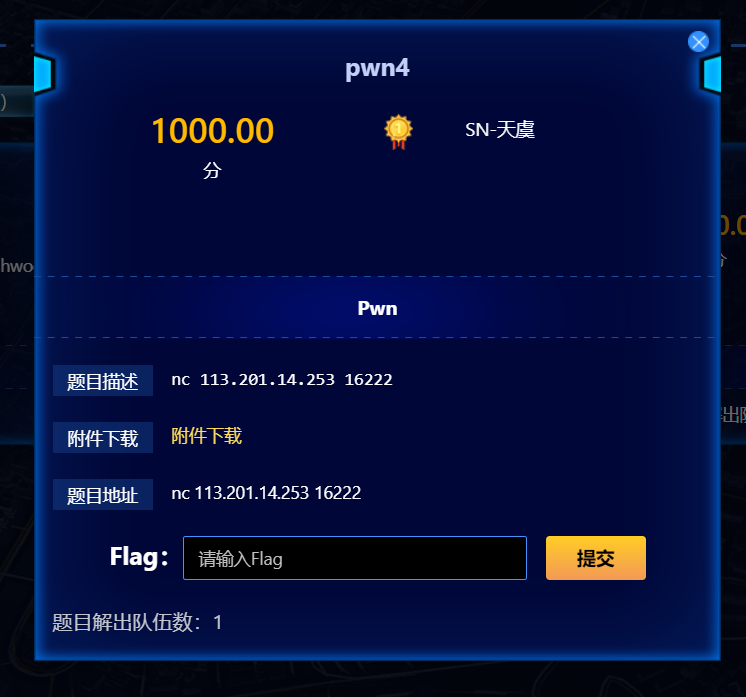 pwn4
1000.00
分
1
SN-天虞
Pwn
题目描述 nc 113.201.14.253 16222
附件下载 附件下载
题目地址 nc 113.201.14.253 16222
Flag: 请输入Flag 提交
题目解出队伍数：1